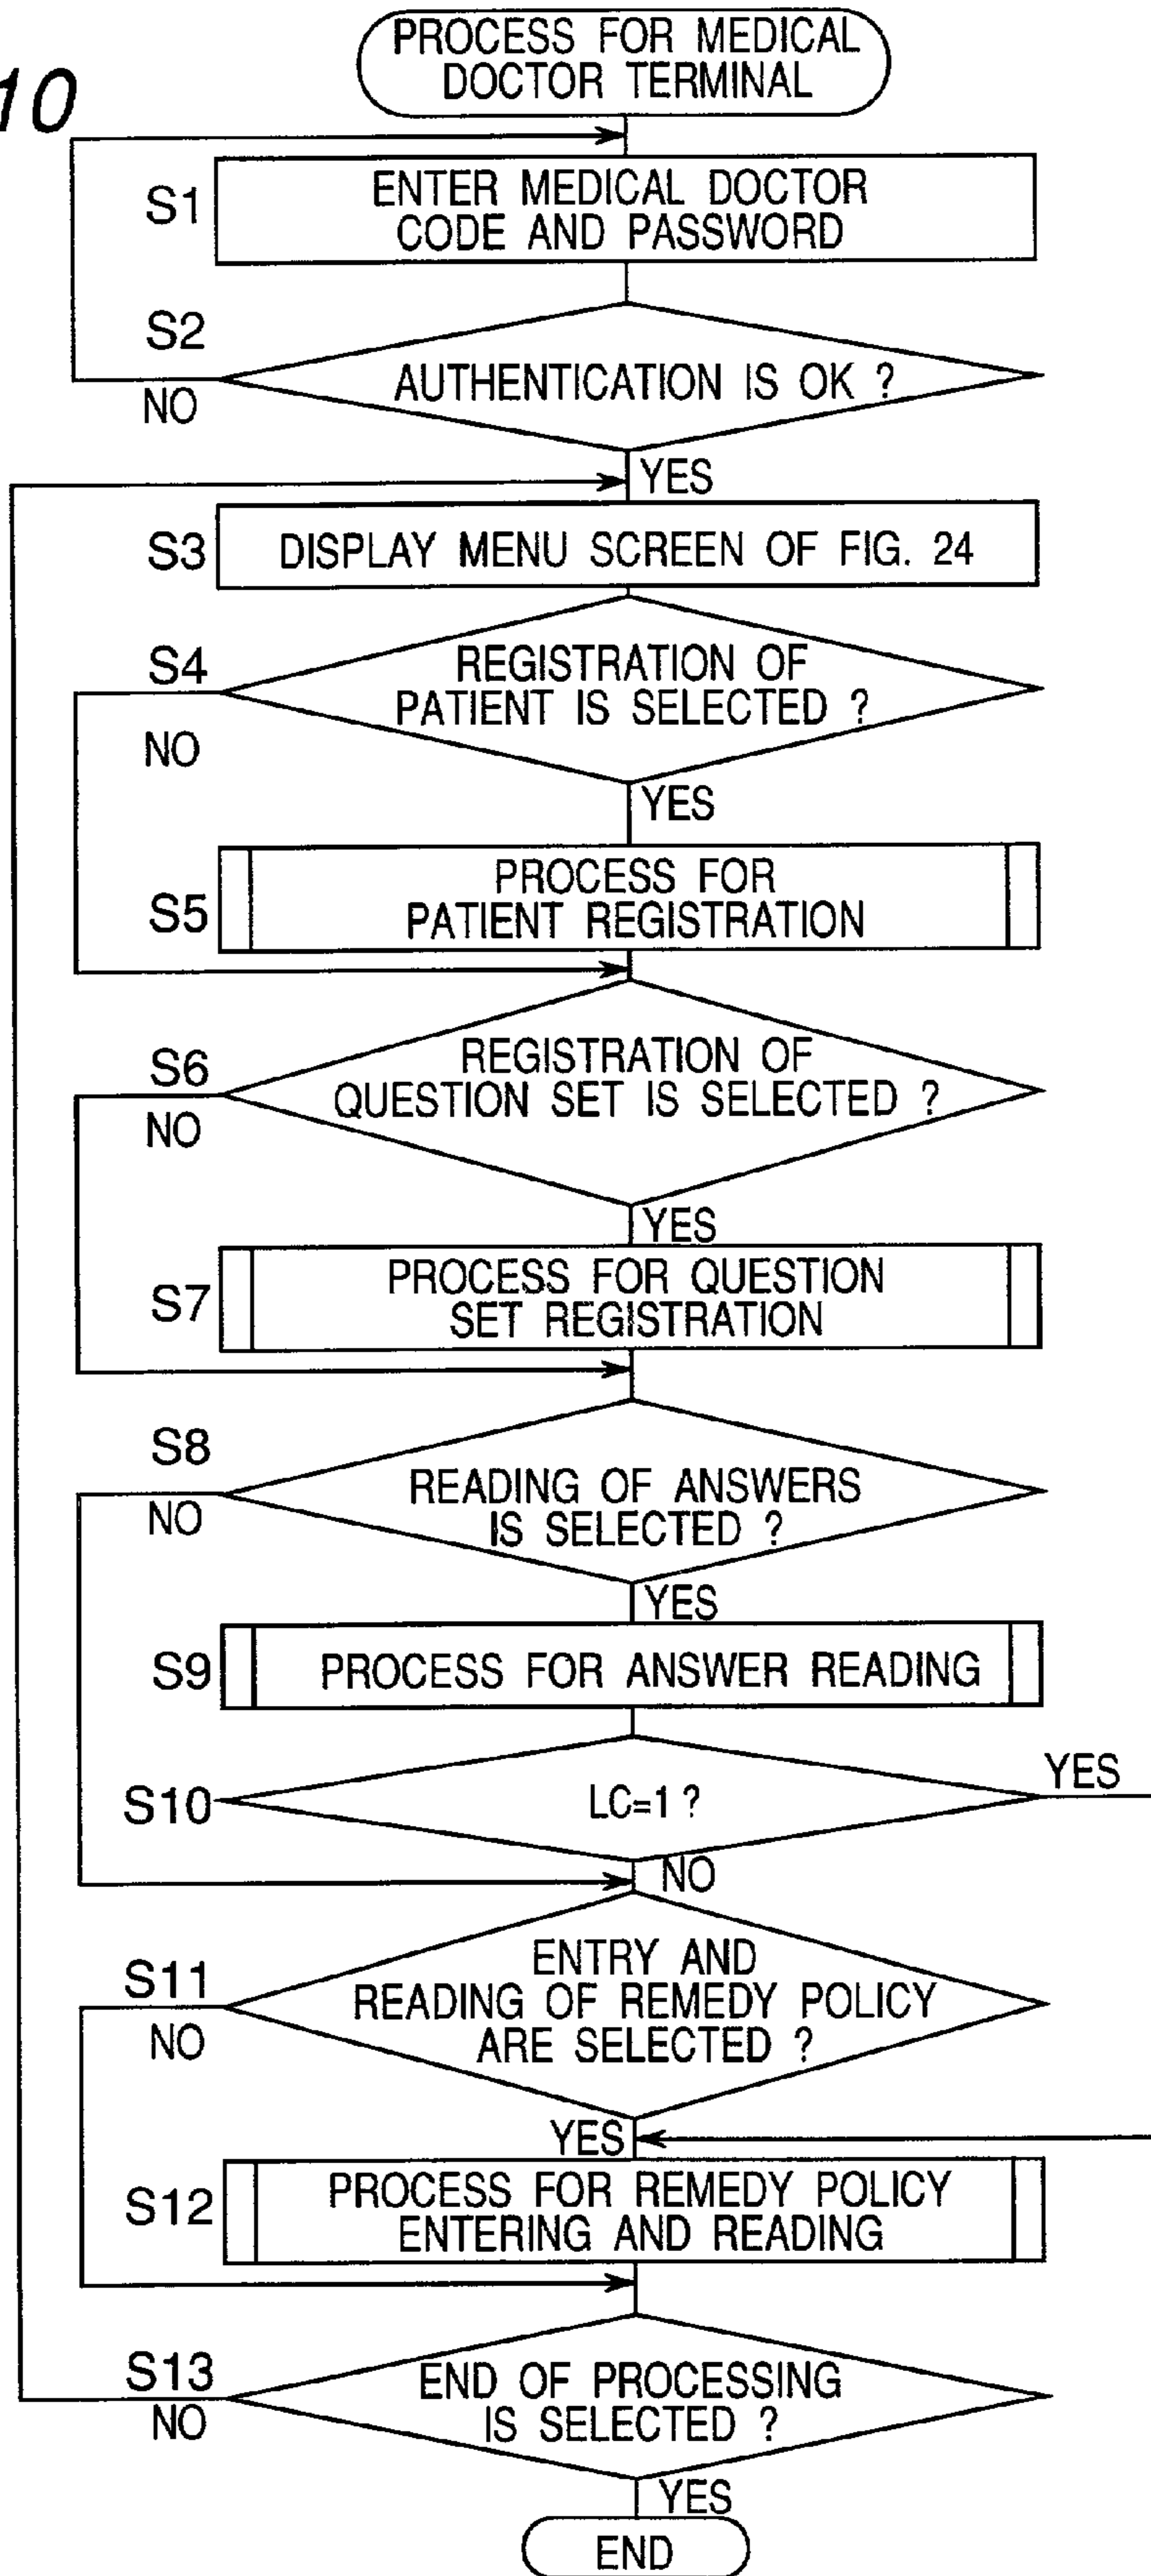 10
PROCESS FOR MEDICAL
DOCTOR TERMINAL
S1
ENTER MEDICAL DOCTOR
CODE AND PASSWORD
S2
AUTHENTICATION IS OK ?
NO
YES
S3
DISPLAY MENU SCREEN OF FIG. 24
S4
REGISTRATION OF
PATIENT IS SELECTED ?
NO
YES
S5
PROCESS FOR
PATIENT REGISTRATION
S6
REGISTRATION OF
QUESTION SET IS SELECTED ?
NO
YES
S7
PROCESS FOR QUESTION
SET REGISTRATION
S8
READING OF ANSWERS
IS SELECTED ?
NO
YES
S9
PROCESS FOR ANSWER READING
S10
LC=1 ?
YES
NO
S11
ENTRY AND
READING OF REMEDY POLICY
ARE SELECTED ?
NO
YES
S12
PROCESS FOR REMEDY POLICY
ENTERING AND READING
S13
END OF PROCESSING
IS SELECTED ?
NO
YES
END